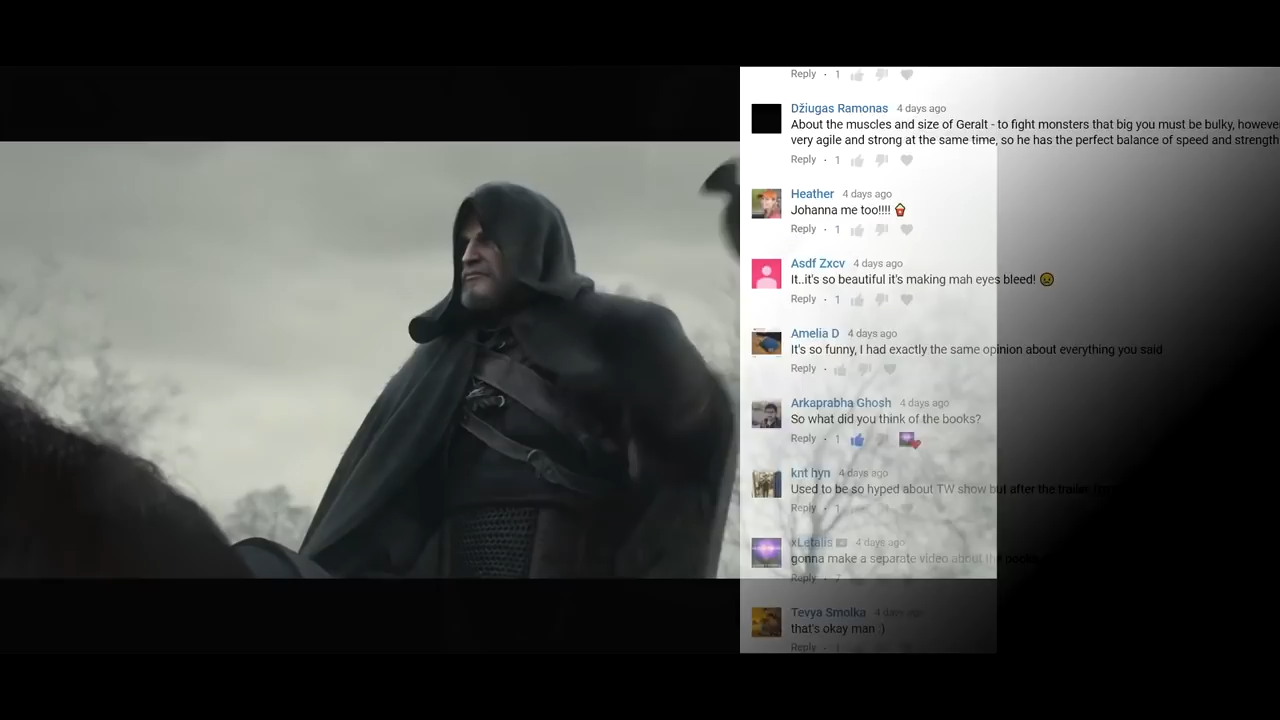 Reply · 1
Džiugas Ramonas 4 days ago
About the muscles and size of Geralt - to fight monsters that big you must be bulky, howeve
very agile and strong at the same time, so he has the perfect balance of speed and strength
Reply · 1
Heather 4 days ago
Johanna me too!!!! 🍿
Reply · 1
Asdf Zxcv 4 days ago
It..it's so beautiful it's making mah eyes bleed! 😢
Reply · 1
Amelia D 4 days ago
It's so funny, I had exactly the same opinion about everything you said
Reply ·
Arkaprabha Ghosh 4 days ago
So what did you think of the books?
Reply · 1
knt hyn 4 days ago
Used to be so hyped about TW show but after the trailer
Reply · 1
xLetalis 4 days ago
gonna make a separate video about the books
Reply · 7
Tevya Smolka 4 days ago
that's okay man :)
Reply · 1